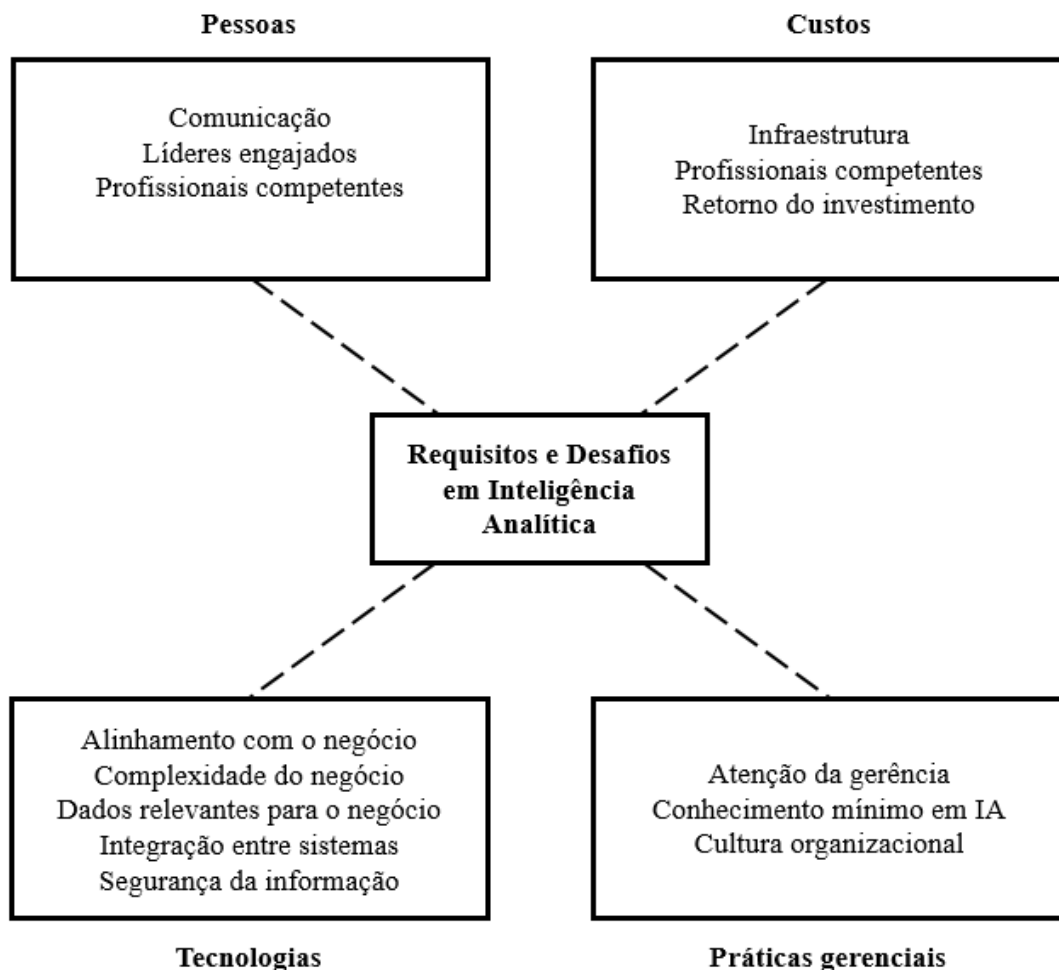 Pessoas
Comunicação
Líderes engajados
Profissionais competentes
Custos
Infraestrutura
Profissionais competentes
Retorno do investimento
Requisitos e Desafios
em Inteligência
Analítica
Alinhamento com o negócio
Complexidade do negócio
Dados relevantes para o negócio
Integração entre sistemas
Segurança da informação
Tecnologias
Atenção da gerência
Conhecimento mínimo em IA
Cultura organizacional
Práticas gerenciais